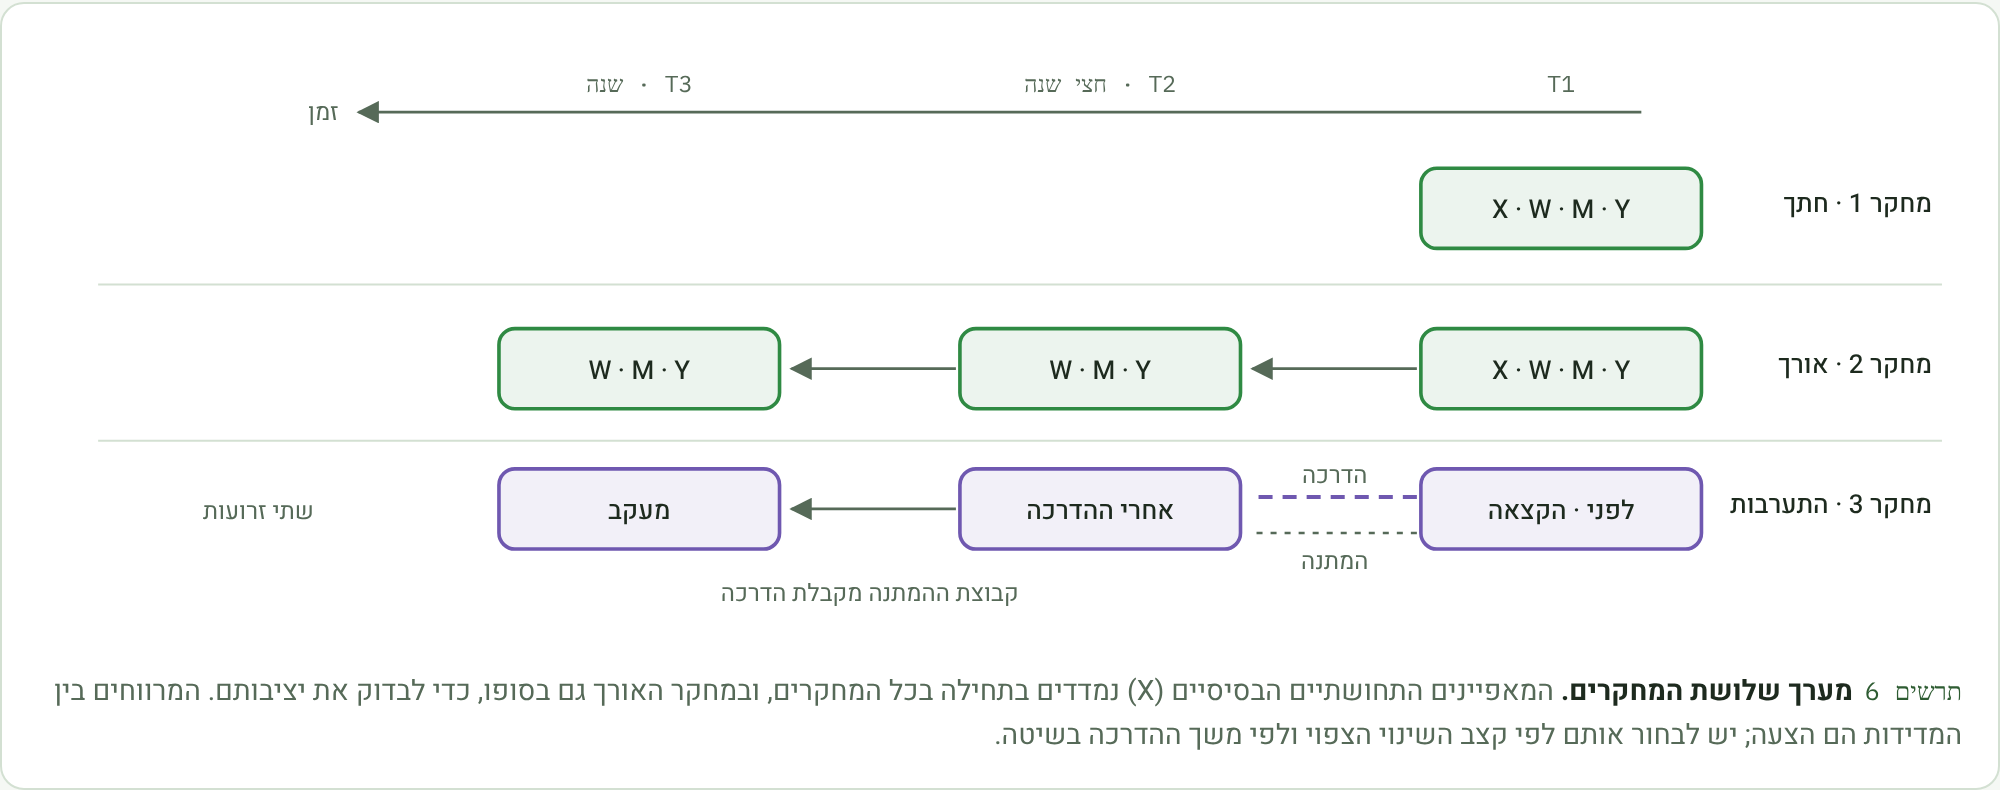 T1
T2 · חצי שנה
T3 · שנה
זמן
מחקר 1 · חתך
X · W · M · Y
מחקר 2 · אורך
X · W · M · Y
W · M · Y
W · M · Y
מחקר 3 · התערבות
לפני · הקצאה
הדרכה
המתנה
אחרי ההדרכה
מעקב
שתי זרועות
קבוצת ההמתנה מקבלת הדרכה
תרשים 6 מערך שלושת המחקרים. המאפיינים התחושתיים הבסיסיים (X) נמדדים בתחילה בכל המחקרים, ובמחקר האורך גם בסופו, כדי לבדוק את יציבותם. המרווחים בין
המדידות הם הצעה; יש לבחור אותם לפי קצב השינוי הצפוי ולפי משך ההדרכה בשיטה.